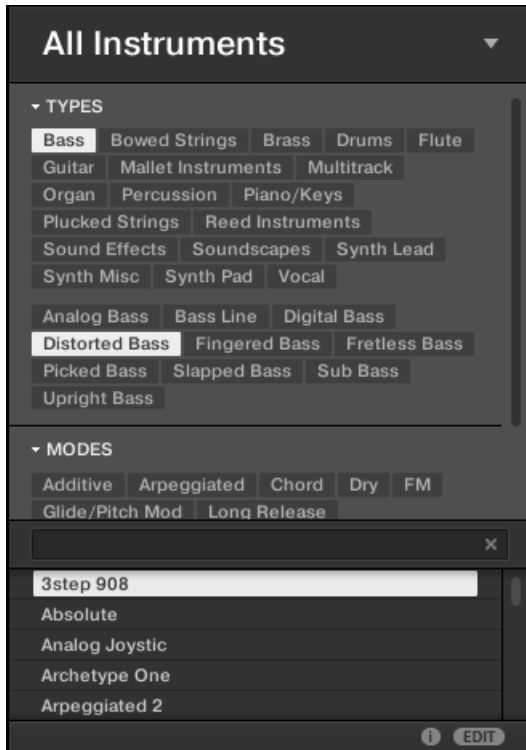 All Instruments
TYPES
Bass Bowed Strings Brass Drums Flute
Guitar Mallet Instruments Multitrack
Organ Percussion Piano/Keys
Plucked Strings Reed Instruments
Sound Effects Soundscapes Synth Lead
Synth Misc Synth Pad Vocal
Analog Bass Bass Line Digital Bass
Distorted Bass Fingered Bass Fretless Bass
Picked Bass Slapped Bass Sub Bass
Upright Bass
MODES
Additive Arpeggiated Chord Dry FM
Glide/Pitch Mod Long Release
3step 908
Absolute
Analog Joystic
Archetype One
Arpeggiated 2
i EDIT